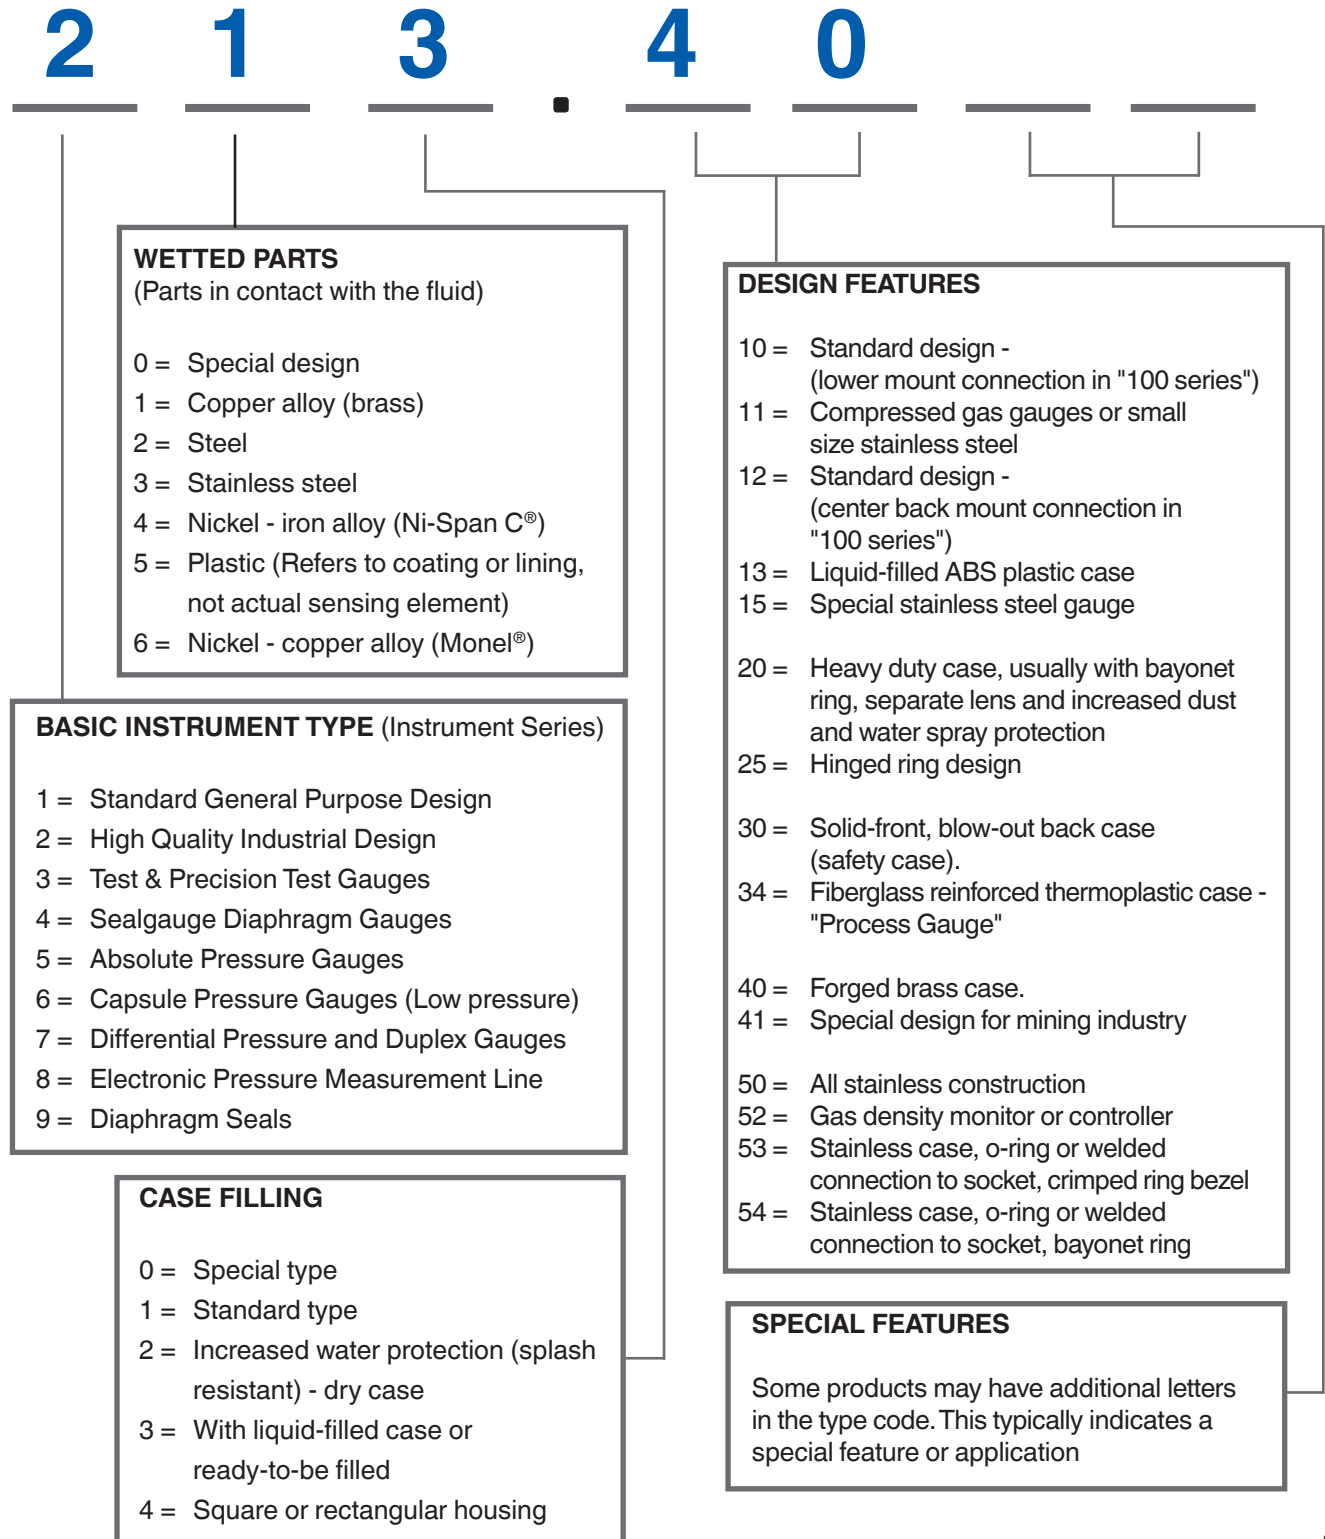 2 1 3 . 4 0
WETTED PARTS
(Parts in contact with the fluid)
0 = Special design
1 = Copper alloy (brass)
2 = Steel
3 = Stainless steel
4 = Nickel - iron alloy (Ni-Span C®)
5 = Plastic (Refers to coating or lining,
not actual sensing element)
6 = Nickel - copper alloy (Monel®)
BASIC INSTRUMENT TYPE (Instrument Series)
1 = Standard General Purpose Design
2 = High Quality Industrial Design
3 = Test & Precision Test Gauges
4 = Sealgauge Diaphragm Gauges
5 = Absolute Pressure Gauges
6 = Capsule Pressure Gauges (Low pressure)
7 = Differential Pressure and Duplex Gauges
8 = Electronic Pressure Measurement Line
9 = Diaphragm Seals
CASE FILLING
0 = Special type
1 = Standard type
2 = Increased water protection (splash
resistant) - dry case
3 = With liquid-filled case or
ready-to-be filled
4 = Square or rectangular housing
DESIGN FEATURES
10 = Standard design -
(lower mount connection in "100 series")
11 = Compressed gas gauges or small
size stainless steel
12 = Standard design -
(center back mount connection in
"100 series")
13 = Liquid-filled ABS plastic case
15 = Special stainless steel gauge
20 = Heavy duty case, usually with bayonet
ring, separate lens and increased dust
and water spray protection
25 = Hinged ring design
30 = Solid-front, blow-out back case
(safety case).
34 = Fiberglass reinforced thermoplastic case -
"Process Gauge"
40 = Forged brass case.
41 = Special design for mining industry
50 = All stainless construction
52 = Gas density monitor or controller
53 = Stainless case, o-ring or welded
connection to socket, crimped ring bezel
54 = Stainless case, o-ring or welded
connection to socket, bayonet ring
SPECIAL FEATURES
Some products may have additional letters
in the type code. This typically indicates a
special feature or application